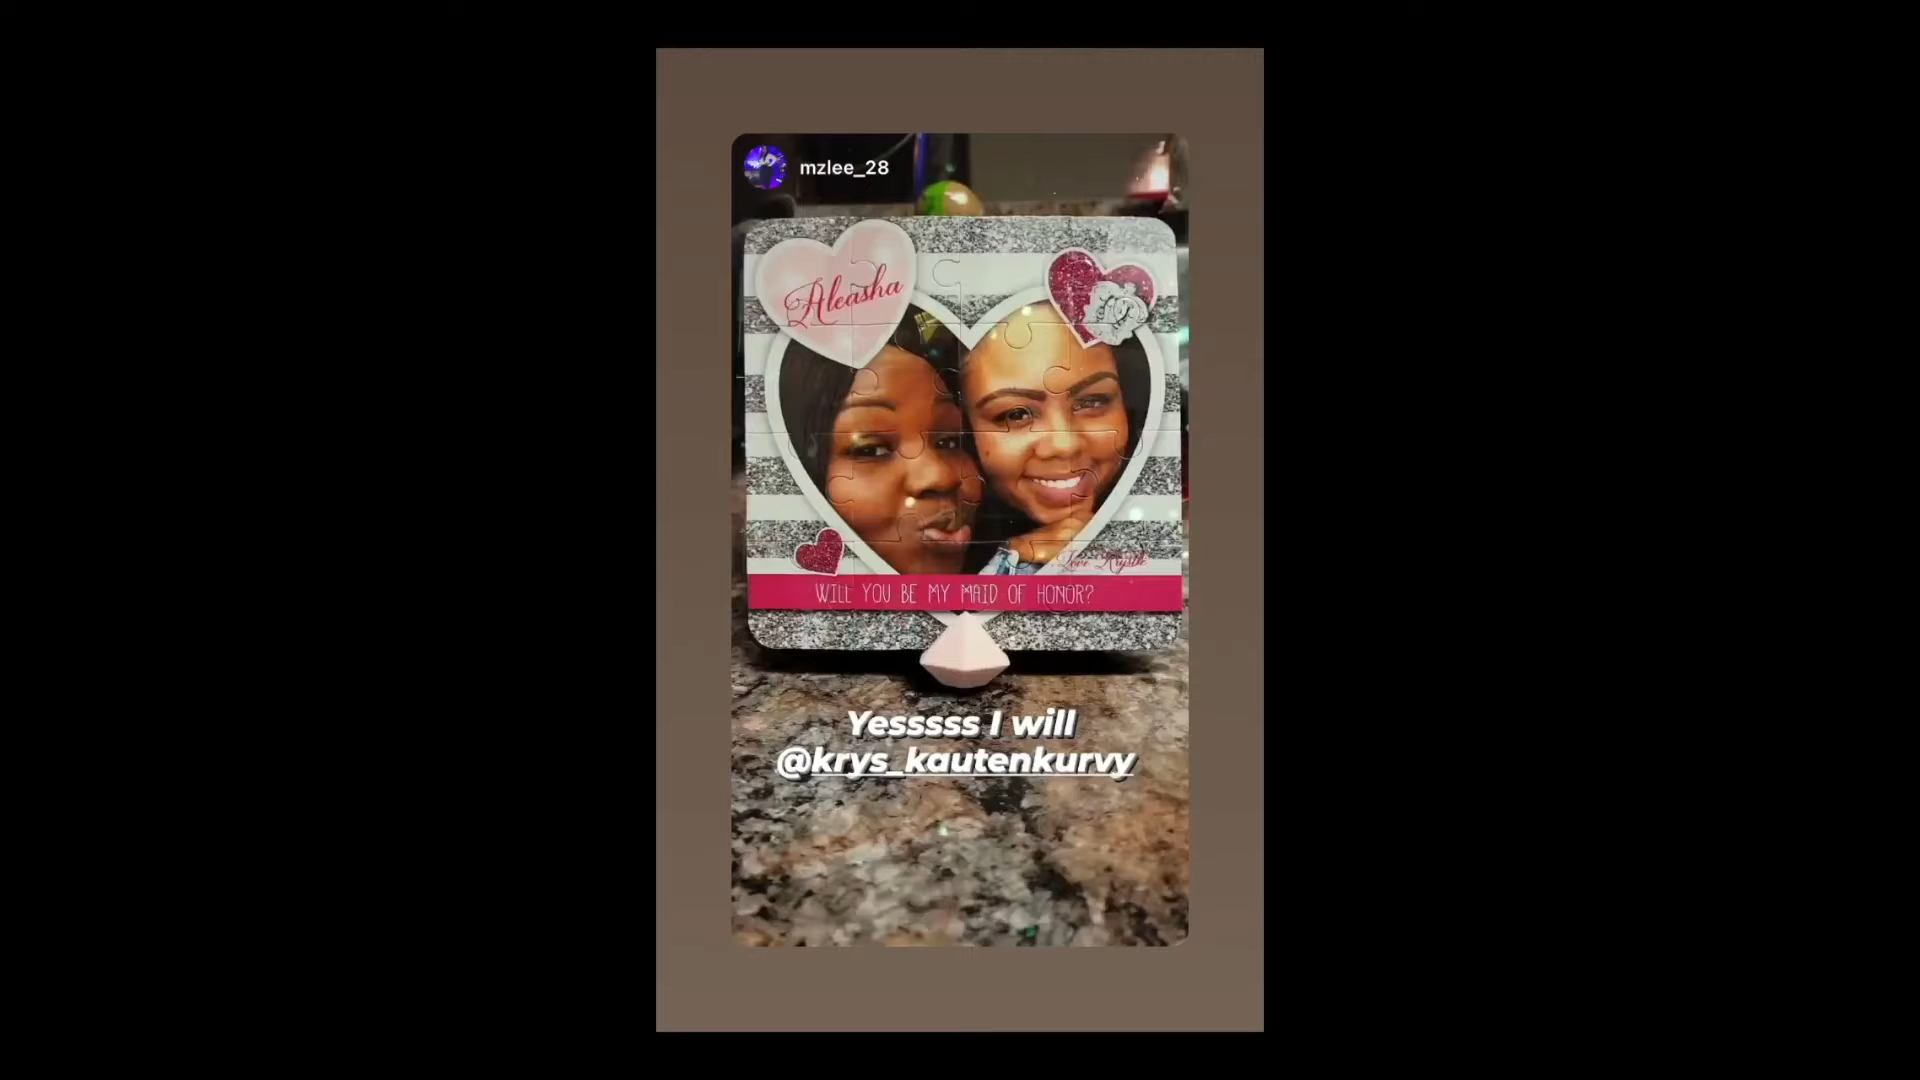 mzlee_28
Aleasha
Love Krystle
WILL YOU BE MY MAID OF HONOR?
Yesssss I will
@krys_kautenkurvy